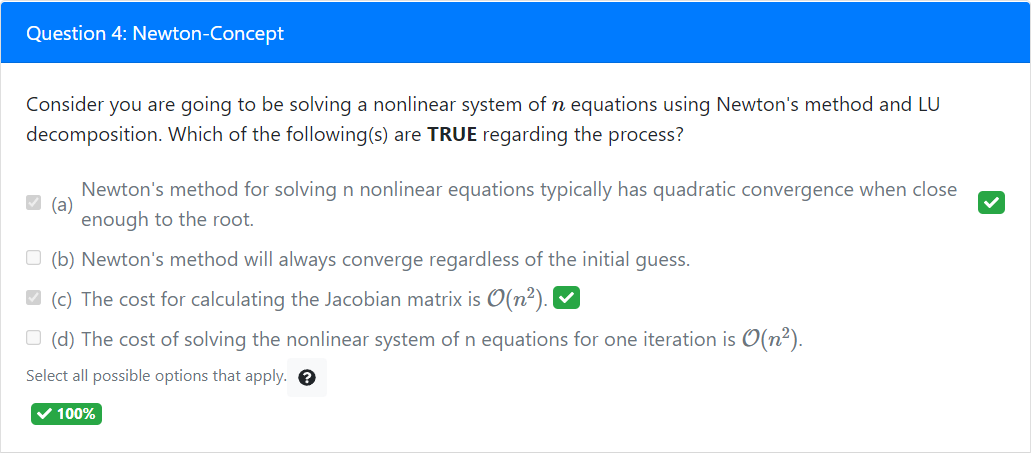 Question 4: Newton-Concept
Consider you are going to be solving a nonlinear system of n equations using Newton's method and LU
decomposition. Which of the following(s) are TRUE regarding the process?
(a) Newton's method for solving n nonlinear equations typically has quadratic convergence when close
enough to the root.
(b) Newton's method will always converge regardless of the initial guess.
(c) The cost for calculating the Jacobian matrix is O(n²).
(d) The cost of solving the nonlinear system of n equations for one iteration is O(n²).
Select all possible options that apply. ?
100%